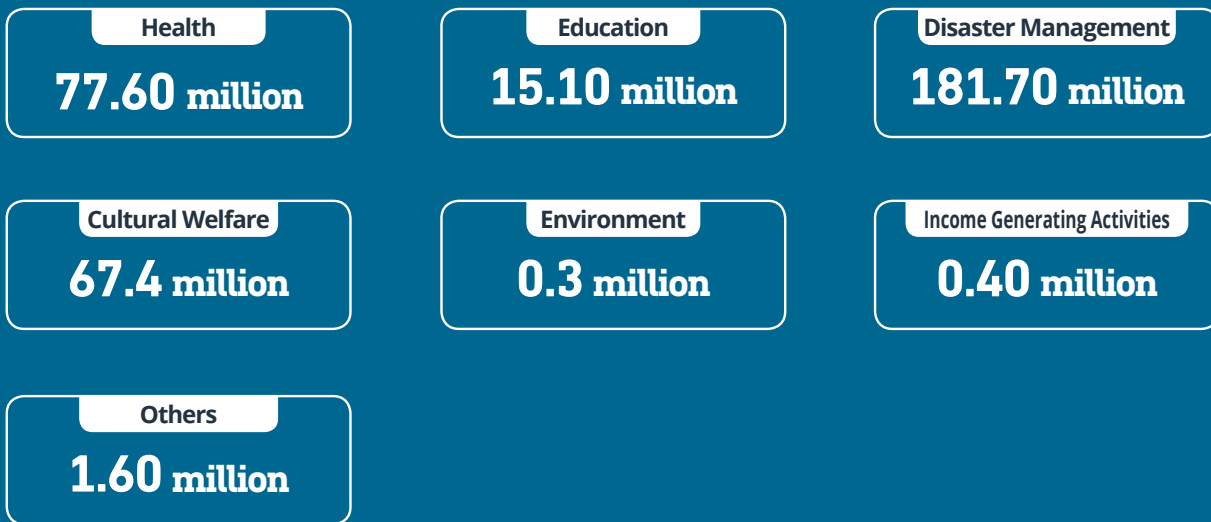 Health
77.60 million
Education
15.10 million
Disaster Management
181.70 million
Cultural Welfare
67.4 million
Environment
0.3 million
Income Generating Activities
0.40 million
Others
1.60 million